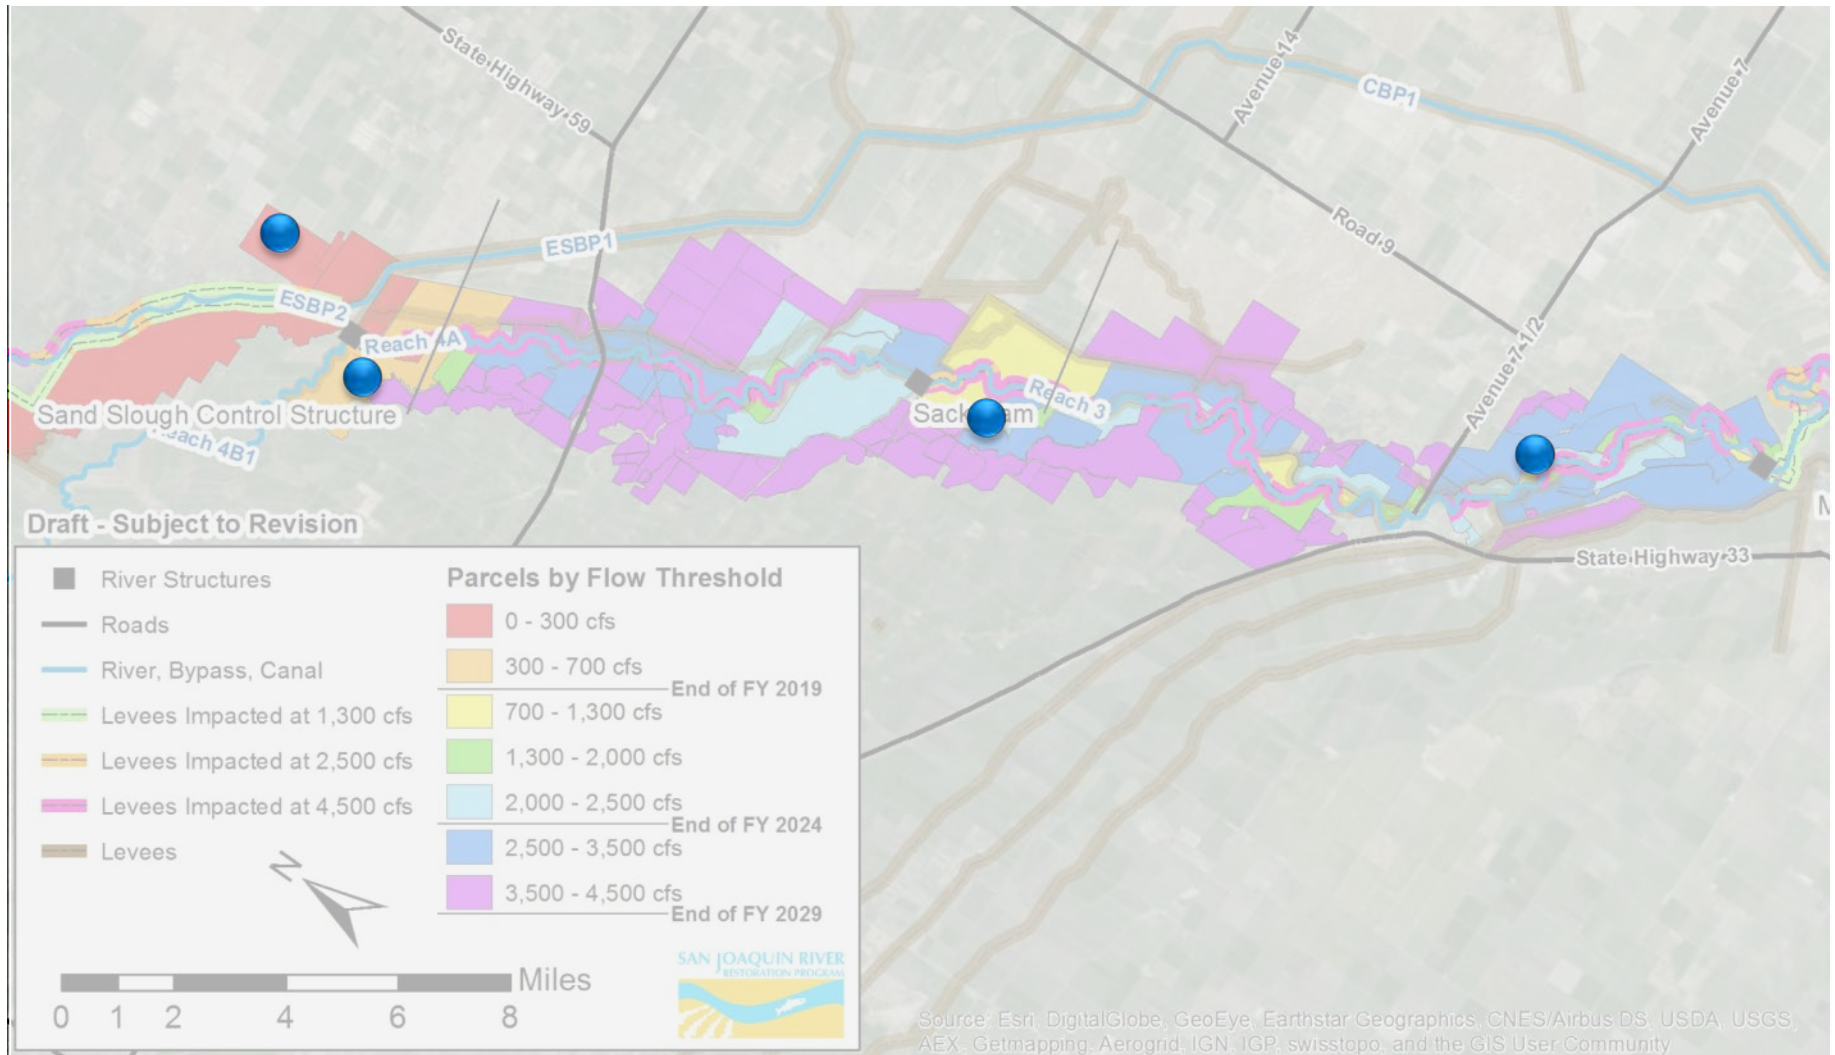 State Highway 59
Avenue 14
CBP1
Avenue 7
Road 9
ESBP1
ESBP2
Reach 4A
Avenue 7 1/2
Reach 3
Sand Slough Control Structure
4B1
State Highway 33
M
Draft - Subject to Revision
River Structures
Roads
River, Bypass, Canal
Levees Impacted at 1,300 cfs
Levees Impacted at 2,500 cfs
Levees Impacted at 4,500 cfs
Levees
N
Parcels by Flow Threshold
0 - 300 cfs
300 - 700 cfs
End of FY 2019
700 - 1,300 cfs
1,300 - 2,000 cfs
2,000 - 2,500 cfs
End of FY 2024
2,500 - 3,500 cfs
3,500 - 4,500 cfs
End of FY 2029
Miles
0 1 2 4 6 8
SAN JOAQUIN RIVER
RESTORATION PROGRAM
Source: Esri, DigitalGlobe, GeoEye, Earthstar Geographics, CNES/Airbus DS, USDA, USGS,
AEX, Getmapping, Aerogrid, IGN, IGP, swisstopo, and the GIS User Community